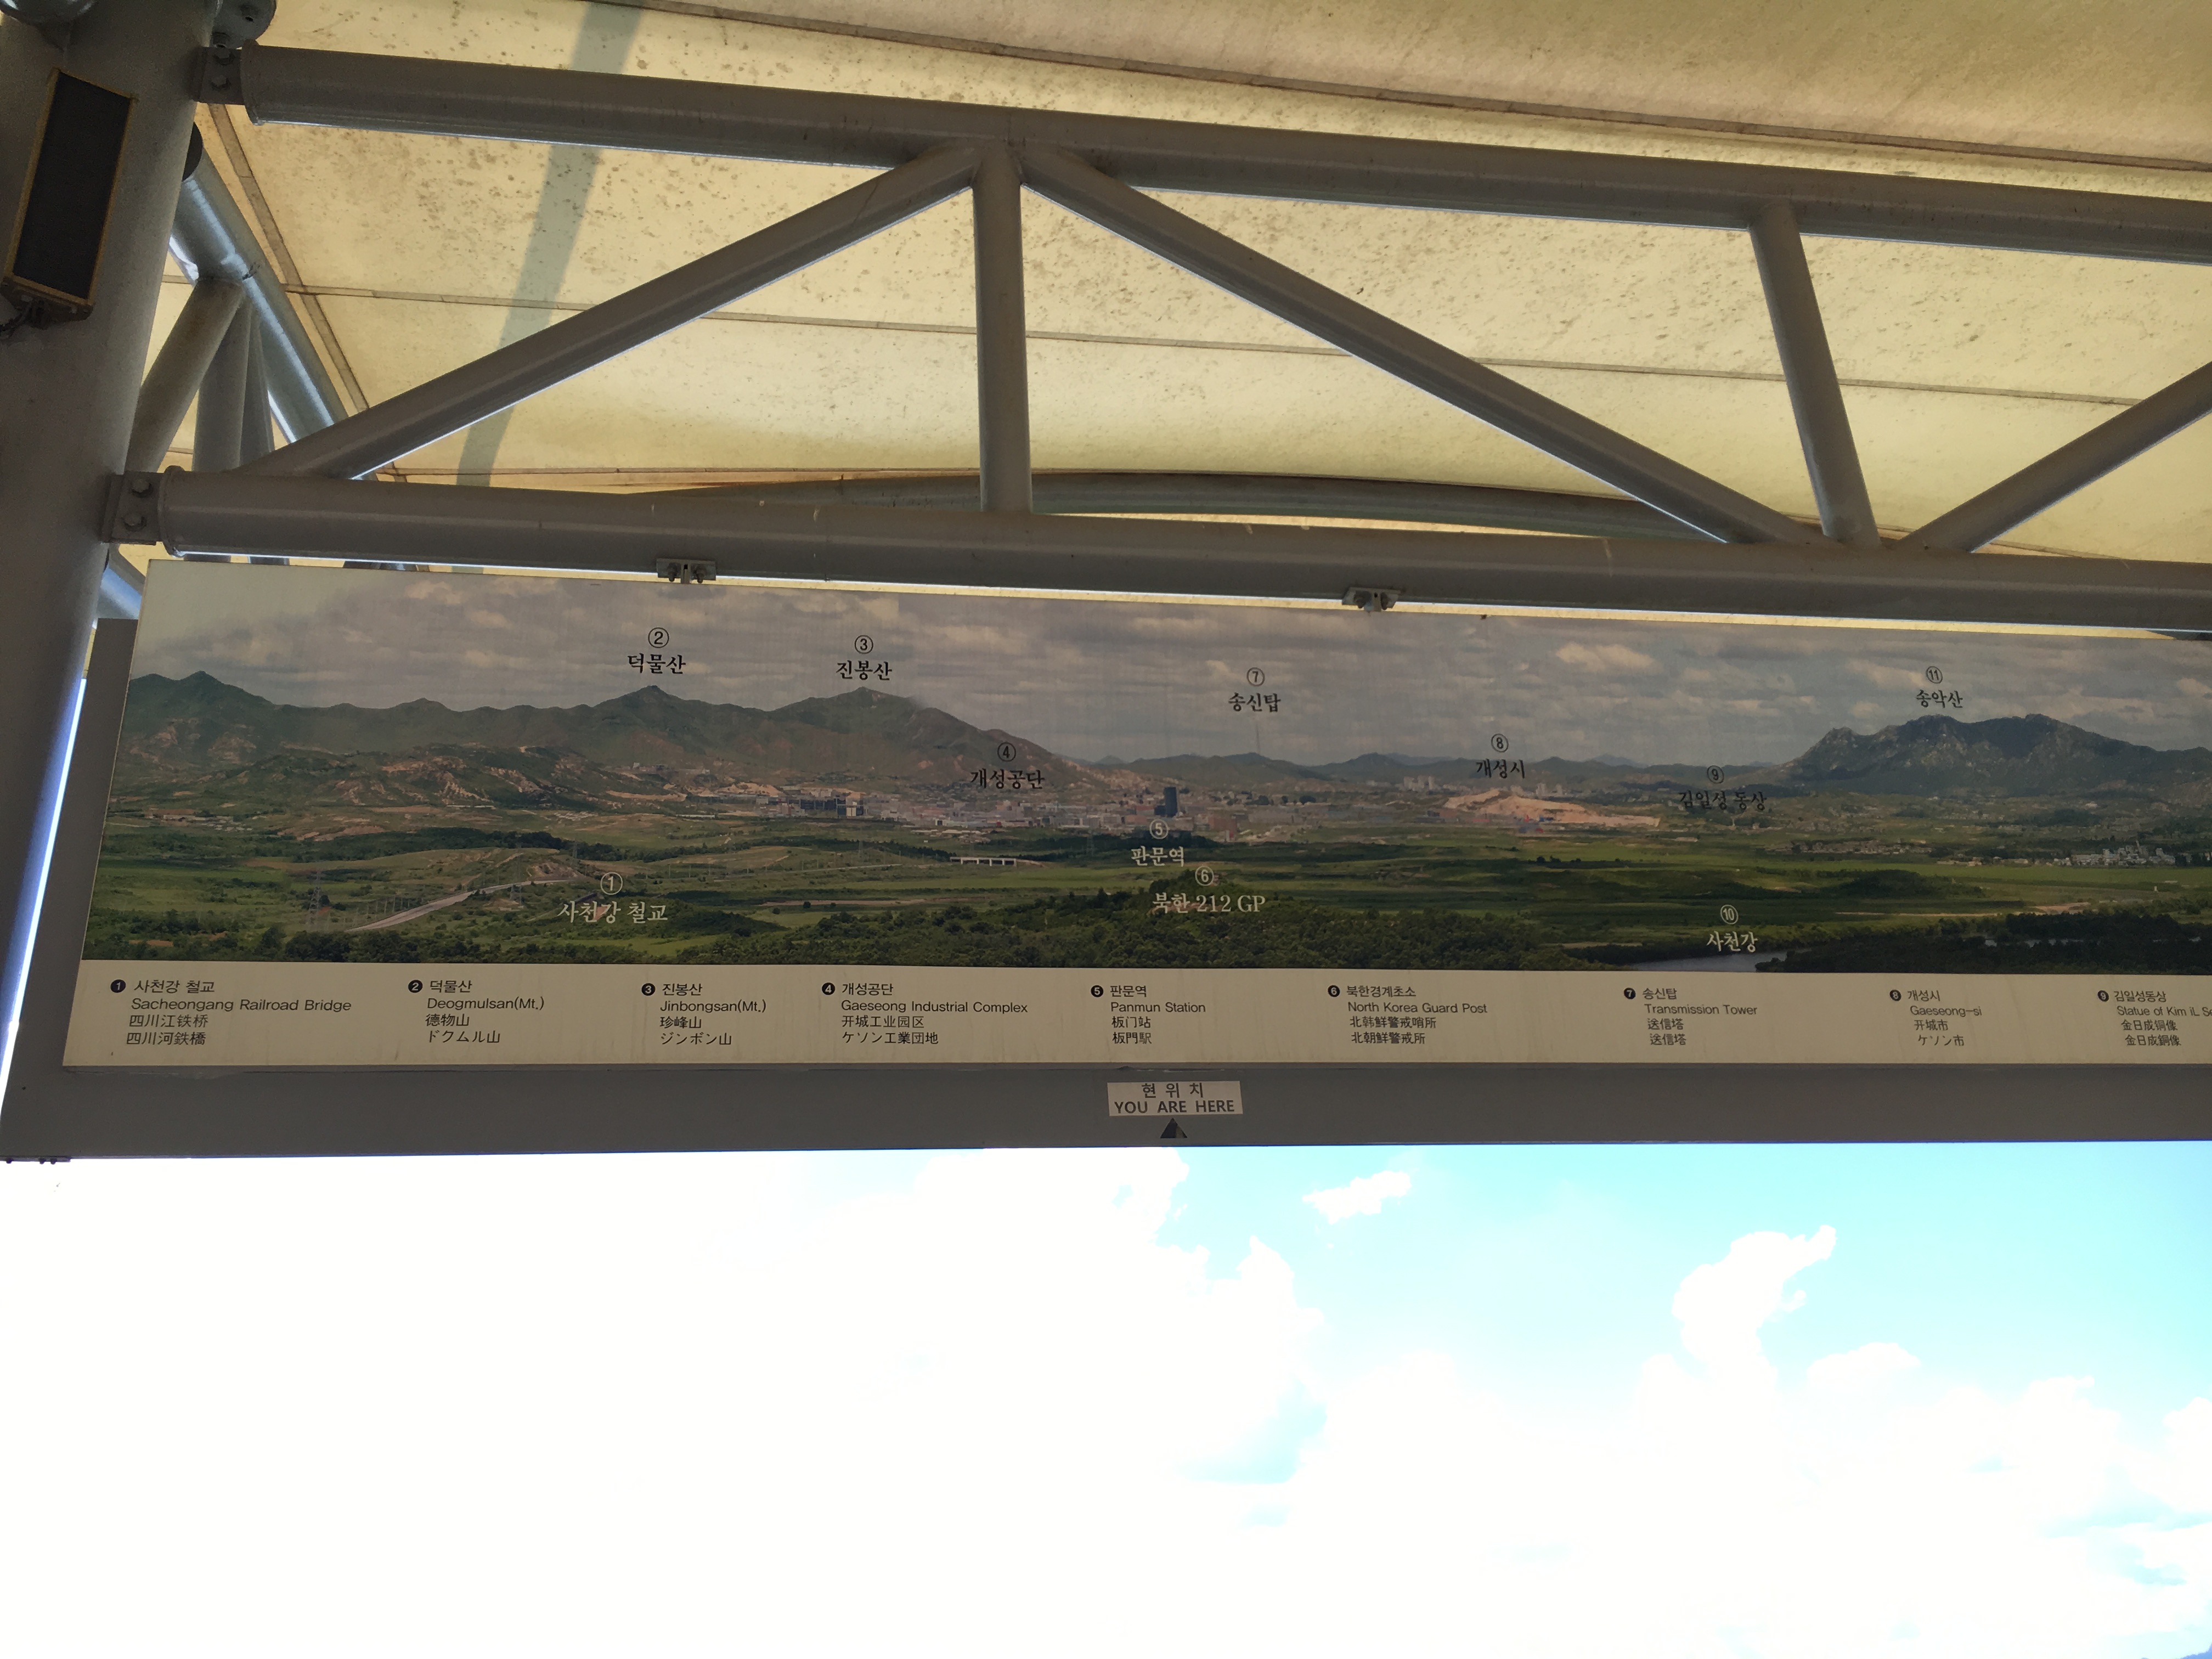 ②
덕물산
③
진봉산
⑦
송신탑
⑪
송악산
④
개성공단
⑧
개성시
⑨
김일성 동상
⑤
판문역
①
사천강 철교
⑥
북한 212 GP
⑩
사천강
❶ 사천강 철교
Sacheongang Railroad Bridge
四川江铁桥
四川河鉄橋
❷ 덕물산
Deogmulsan(Mt.)
德物山
ドクムル山
❸ 진봉산
Jinbongsan(Mt.)
珍峰山
ジンボン山
❹ 개성공단
Gaeseong Industrial Complex
开城工业园区
ケソン工業団地
❺ 판문역
Panmun Station
板门站
板門駅
❻ 북한경계초소
North Korea Guard Post
北韩鲜警戒哨所
北朝鮮警戒所
❼ 송신탑
Transmission Tower
送信塔
送信塔
❽ 개성시
Gaeseong-si
开城市
ケソン市
❾ 김일성동상
Statue of Kim iL
金日成铜像
金日成銅像
현 위 치
YOU ARE HERE